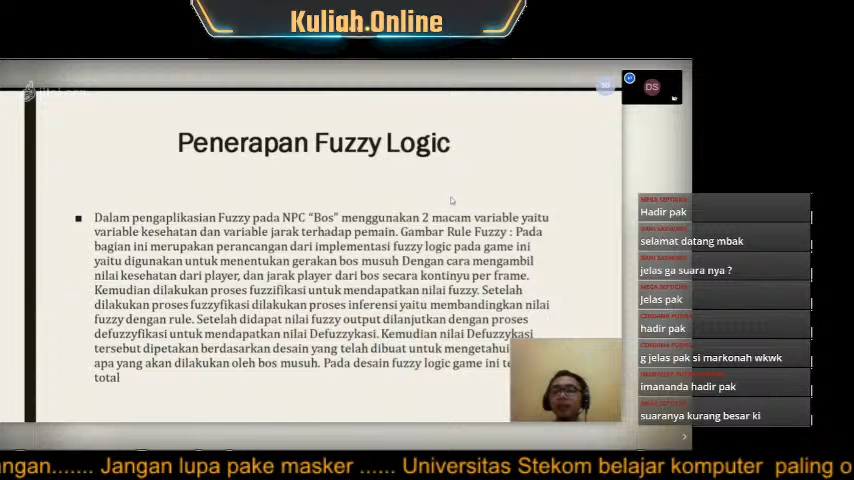 Kuliah.Online
DS
Penerapan Fuzzy Logic
Dalam pengaplikasian Fuzzy pada NPC “Bos” menggunakan 2 macam variable yaitu
variable kesehatan dan variable jarak terhadap pemain. Gambar Rule Fuzzy : Pada
bagian ini merupakan perancangan dari implementasi fuzzy logic pada game ini
yaitu digunakan untuk menentukan gerakan bos musuh Dengan cara mengambil
nilai kesehatan dari player, dan jarak player dari bos secara kontinyu per frame.
Kemudian dilakukan proses fuzzifikasi untuk mendapatkan nilai fuzzy. Setelah
dilakukan proses fuzzyfikasi dilakukan proses inferensi yaitu membandingkan nilai
fuzzy dengan rule. Setelah didapat nilai fuzzy output dilanjutkan dengan proses
defuzzyfikasi untuk mendapatkan nilai Defuzzykasi. Kemudian nilai Defuzzykasi
tersebut dipetakan berdasarkan desain yang telah dibuat untuk mengetahui
apa yang akan dilakukan oleh bos musuh. Pada desain fuzzy logic game ini
total
Hadir pak
selamat datang mbak
jelas ga suara nya ?
Jelas pak
hadir pak
g jelas pak si markonah wkwk
imananda hadir pak
suaranya kurang besar ki
ngan....... Jangan lupa pake masker ...... Universitas Stekom belajar komputer paling o